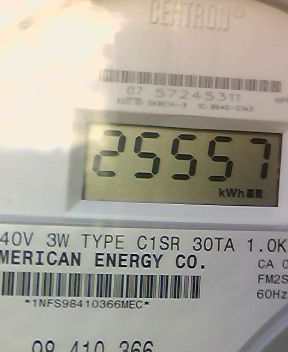 CENTRON®
07 57245311
25557
kWh
40V 3W TYPE C1SR 30TA 1.0K
MERICAN ENERGY CO.
CA 0
FM2S
60Hz
*1NFS98410366MEC*
98 410 366